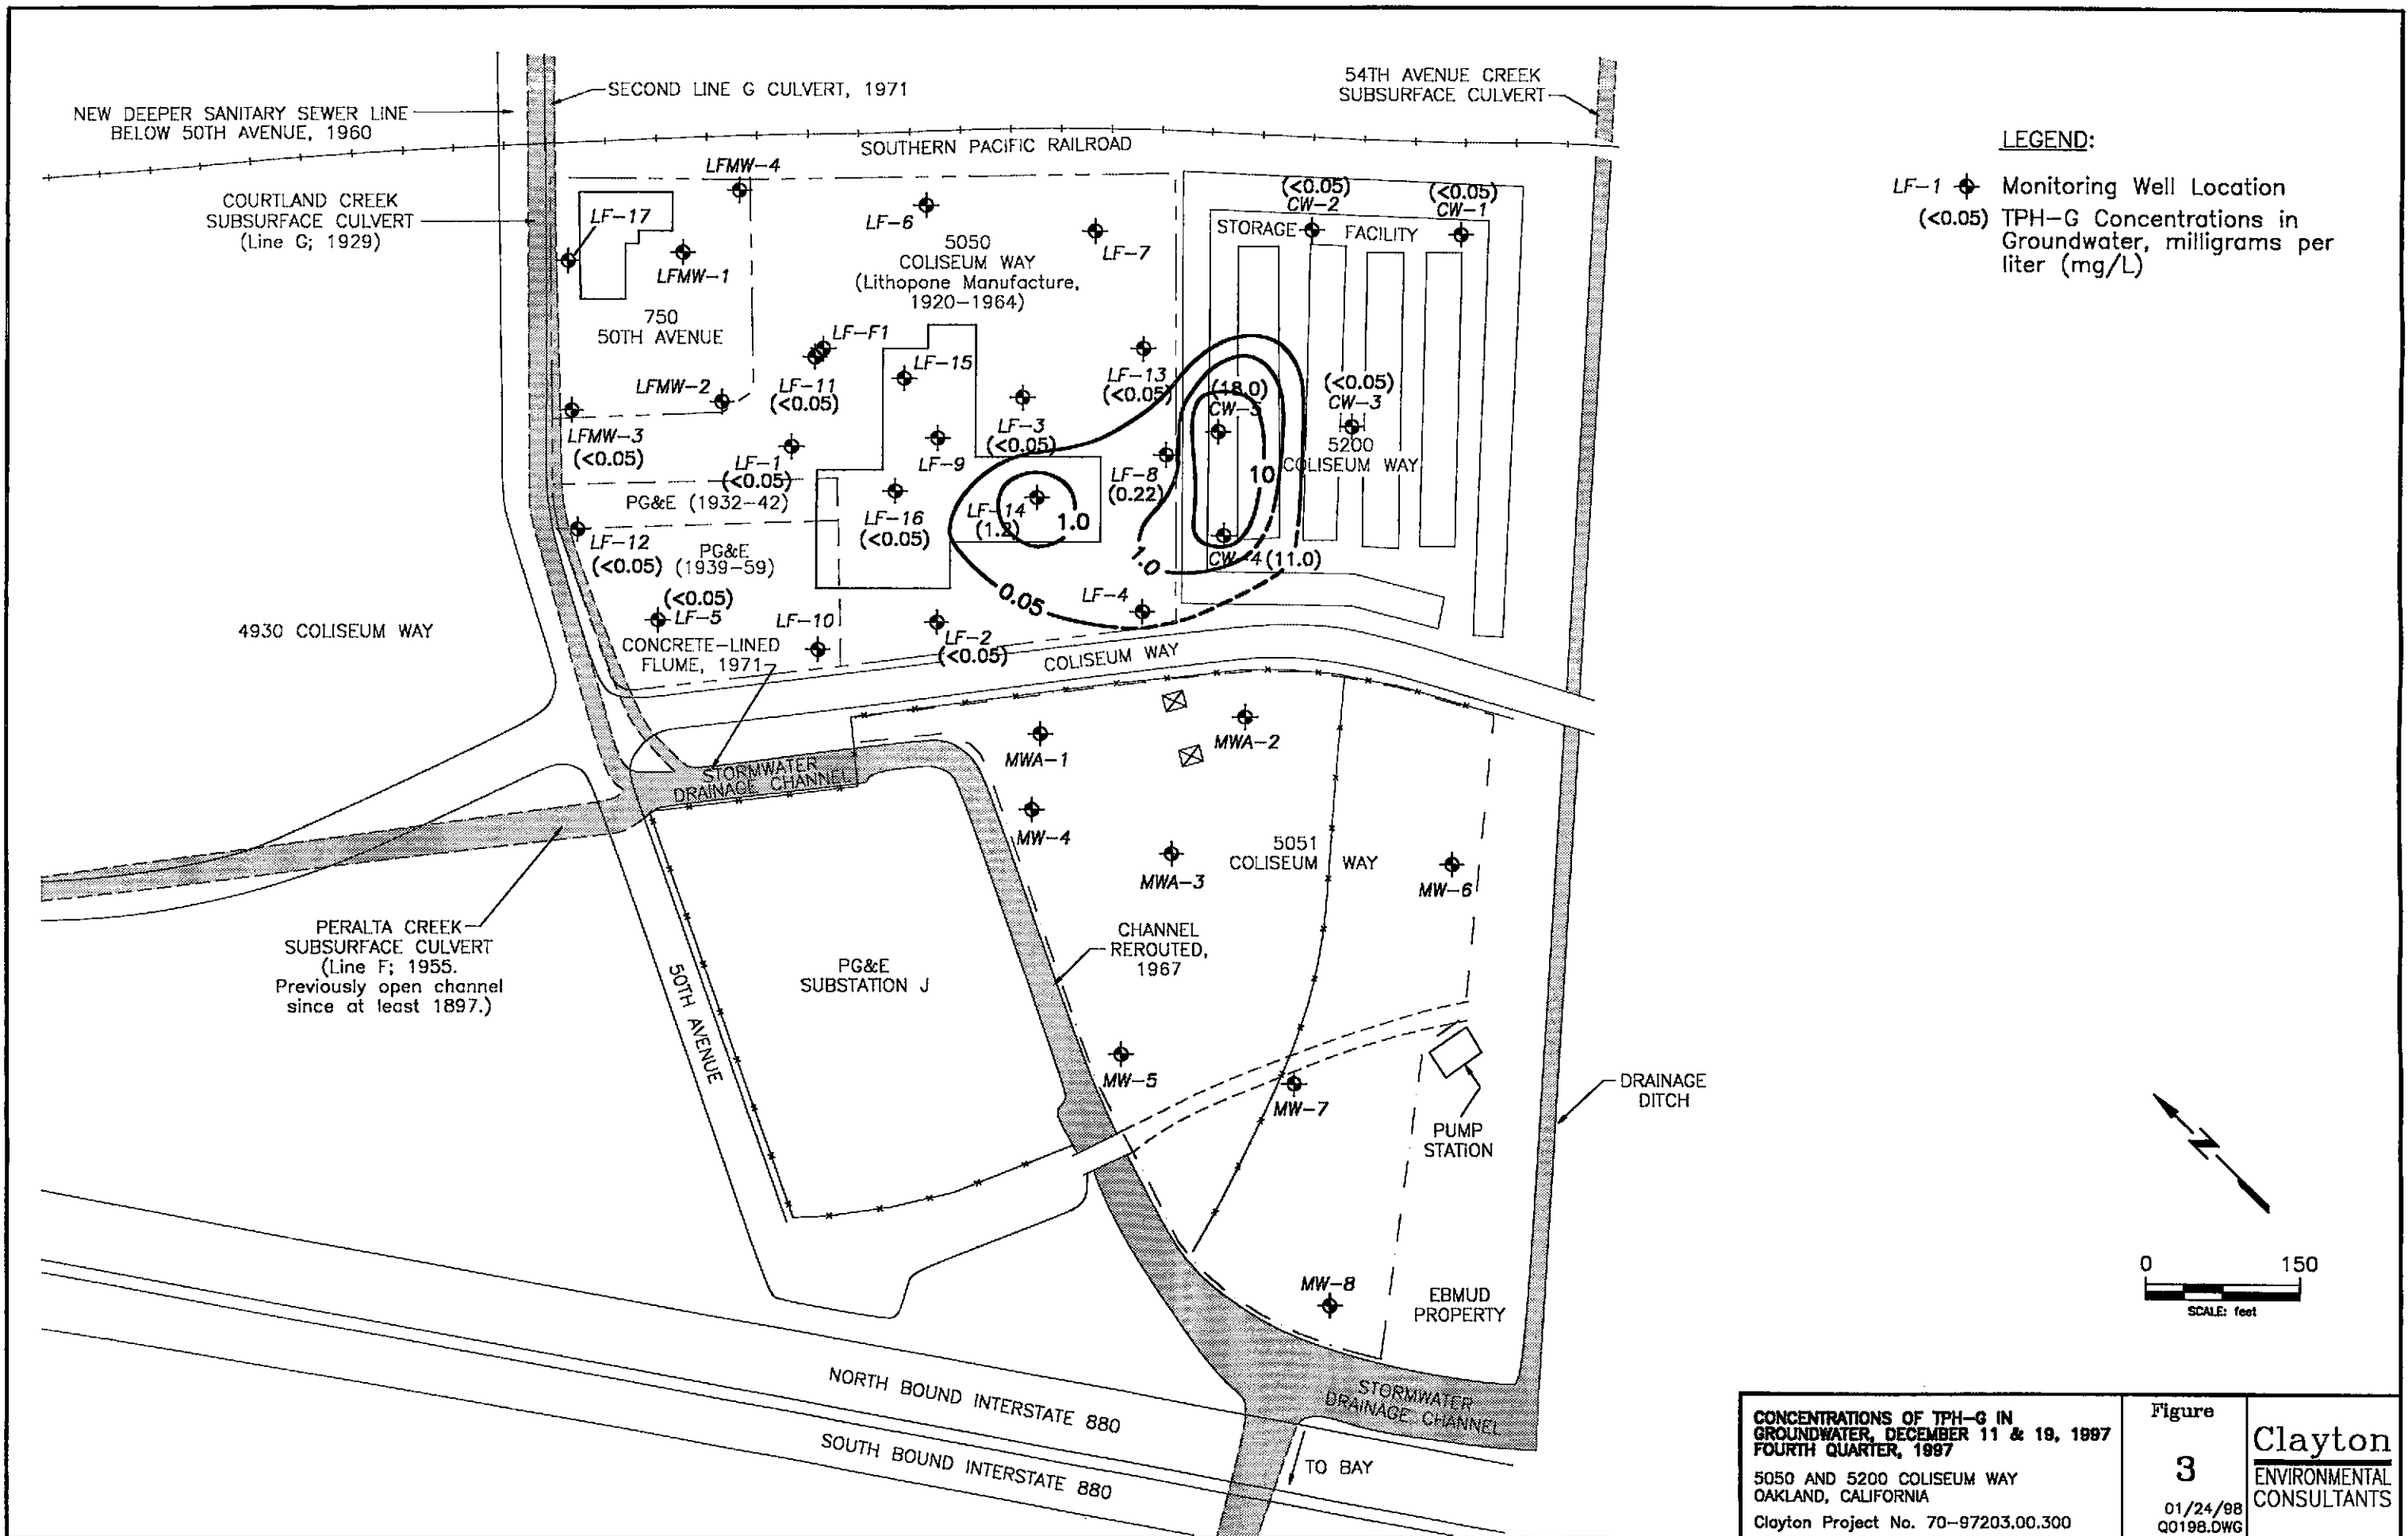 NEW DEEPER SANITARY SEWER LINE
BELOW 50TH AVENUE, 1960
SECOND LINE G CULVERT, 1971
54TH AVENUE CREEK
SUBSURFACE CULVERT
SOUTHERN PACIFIC RAILROAD
LEGEND:
LF-1 Monitoring Well Location
(<0.05) TPH-G Concentrations in
Groundwater, milligrams per
liter (mg/L)
COURTLAND CREEK
SUBSURFACE CULVERT
(Line G; 1929)
LFMW-4
LF-17
LFMW-1
LF-6
LF-7
5050
COLISEUM WAY
(Lithopone Manufacture,
1920-1964)
(<0.05)
CW-2
(<0.05)
CW-1
STORAGE FACILITY
750
50TH AVENUE
LF-F1
LF-11
(<0.05)
LF-15
LFMW-2
LF-13
(<0.05)
(18.0)
CW-5
(<0.05)
CW-3
LFMW-3
(<0.05)
LF-1
(<0.05)
LF-9
LF-3
(<0.05)
LF-8
(0.22)
10
5200
COLISEUM WAY
PG&E (1932-42)
LF-16
(<0.05)
LF-14
(1.2)
1.0
LF-12
(<0.05)
PG&E
(1939-59)
1.0
CW-4 (11.0)
0.05
LF-4
(<0.05)
LF-5
LF-10
LF-2
(<0.05)
4930 COLISEUM WAY
CONCRETE-LINED
FLUME, 1971
COLISEUM WAY
STORMWATER
DRAINAGE CHANNEL
MWA-1
MWA-2
MW-4
MWA-3
5051
COLISEUM WAY
MW-6
PERALTA CREEK
SUBSURFACE CULVERT
(Line F; 1955.
Previously open channel
since at least 1897.)
50TH AVENUE
PG&E
SUBSTATION J
CHANNEL
REROUTED,
1967
MW-5
MW-7
PUMP
STATION
DRAINAGE
DITCH
N
MW-8
EBMUD
PROPERTY
0 150
SCALE: feet
NORTH BOUND INTERSTATE 880
SOUTH BOUND INTERSTATE 880
STORMWATER
DRAINAGE CHANNEL
TO BAY
CONCENTRATIONS OF TPH-G IN
GROUNDWATER, DECEMBER 11 & 19, 1997
FOURTH QUARTER, 1997
5050 AND 5200 COLISEUM WAY
OAKLAND, CALIFORNIA
Clayton Project No. 70-97203.00.300
Figure
3
01/24/98
Q0198.DWG
Clayton
ENVIRONMENTAL
CONSULTANTS